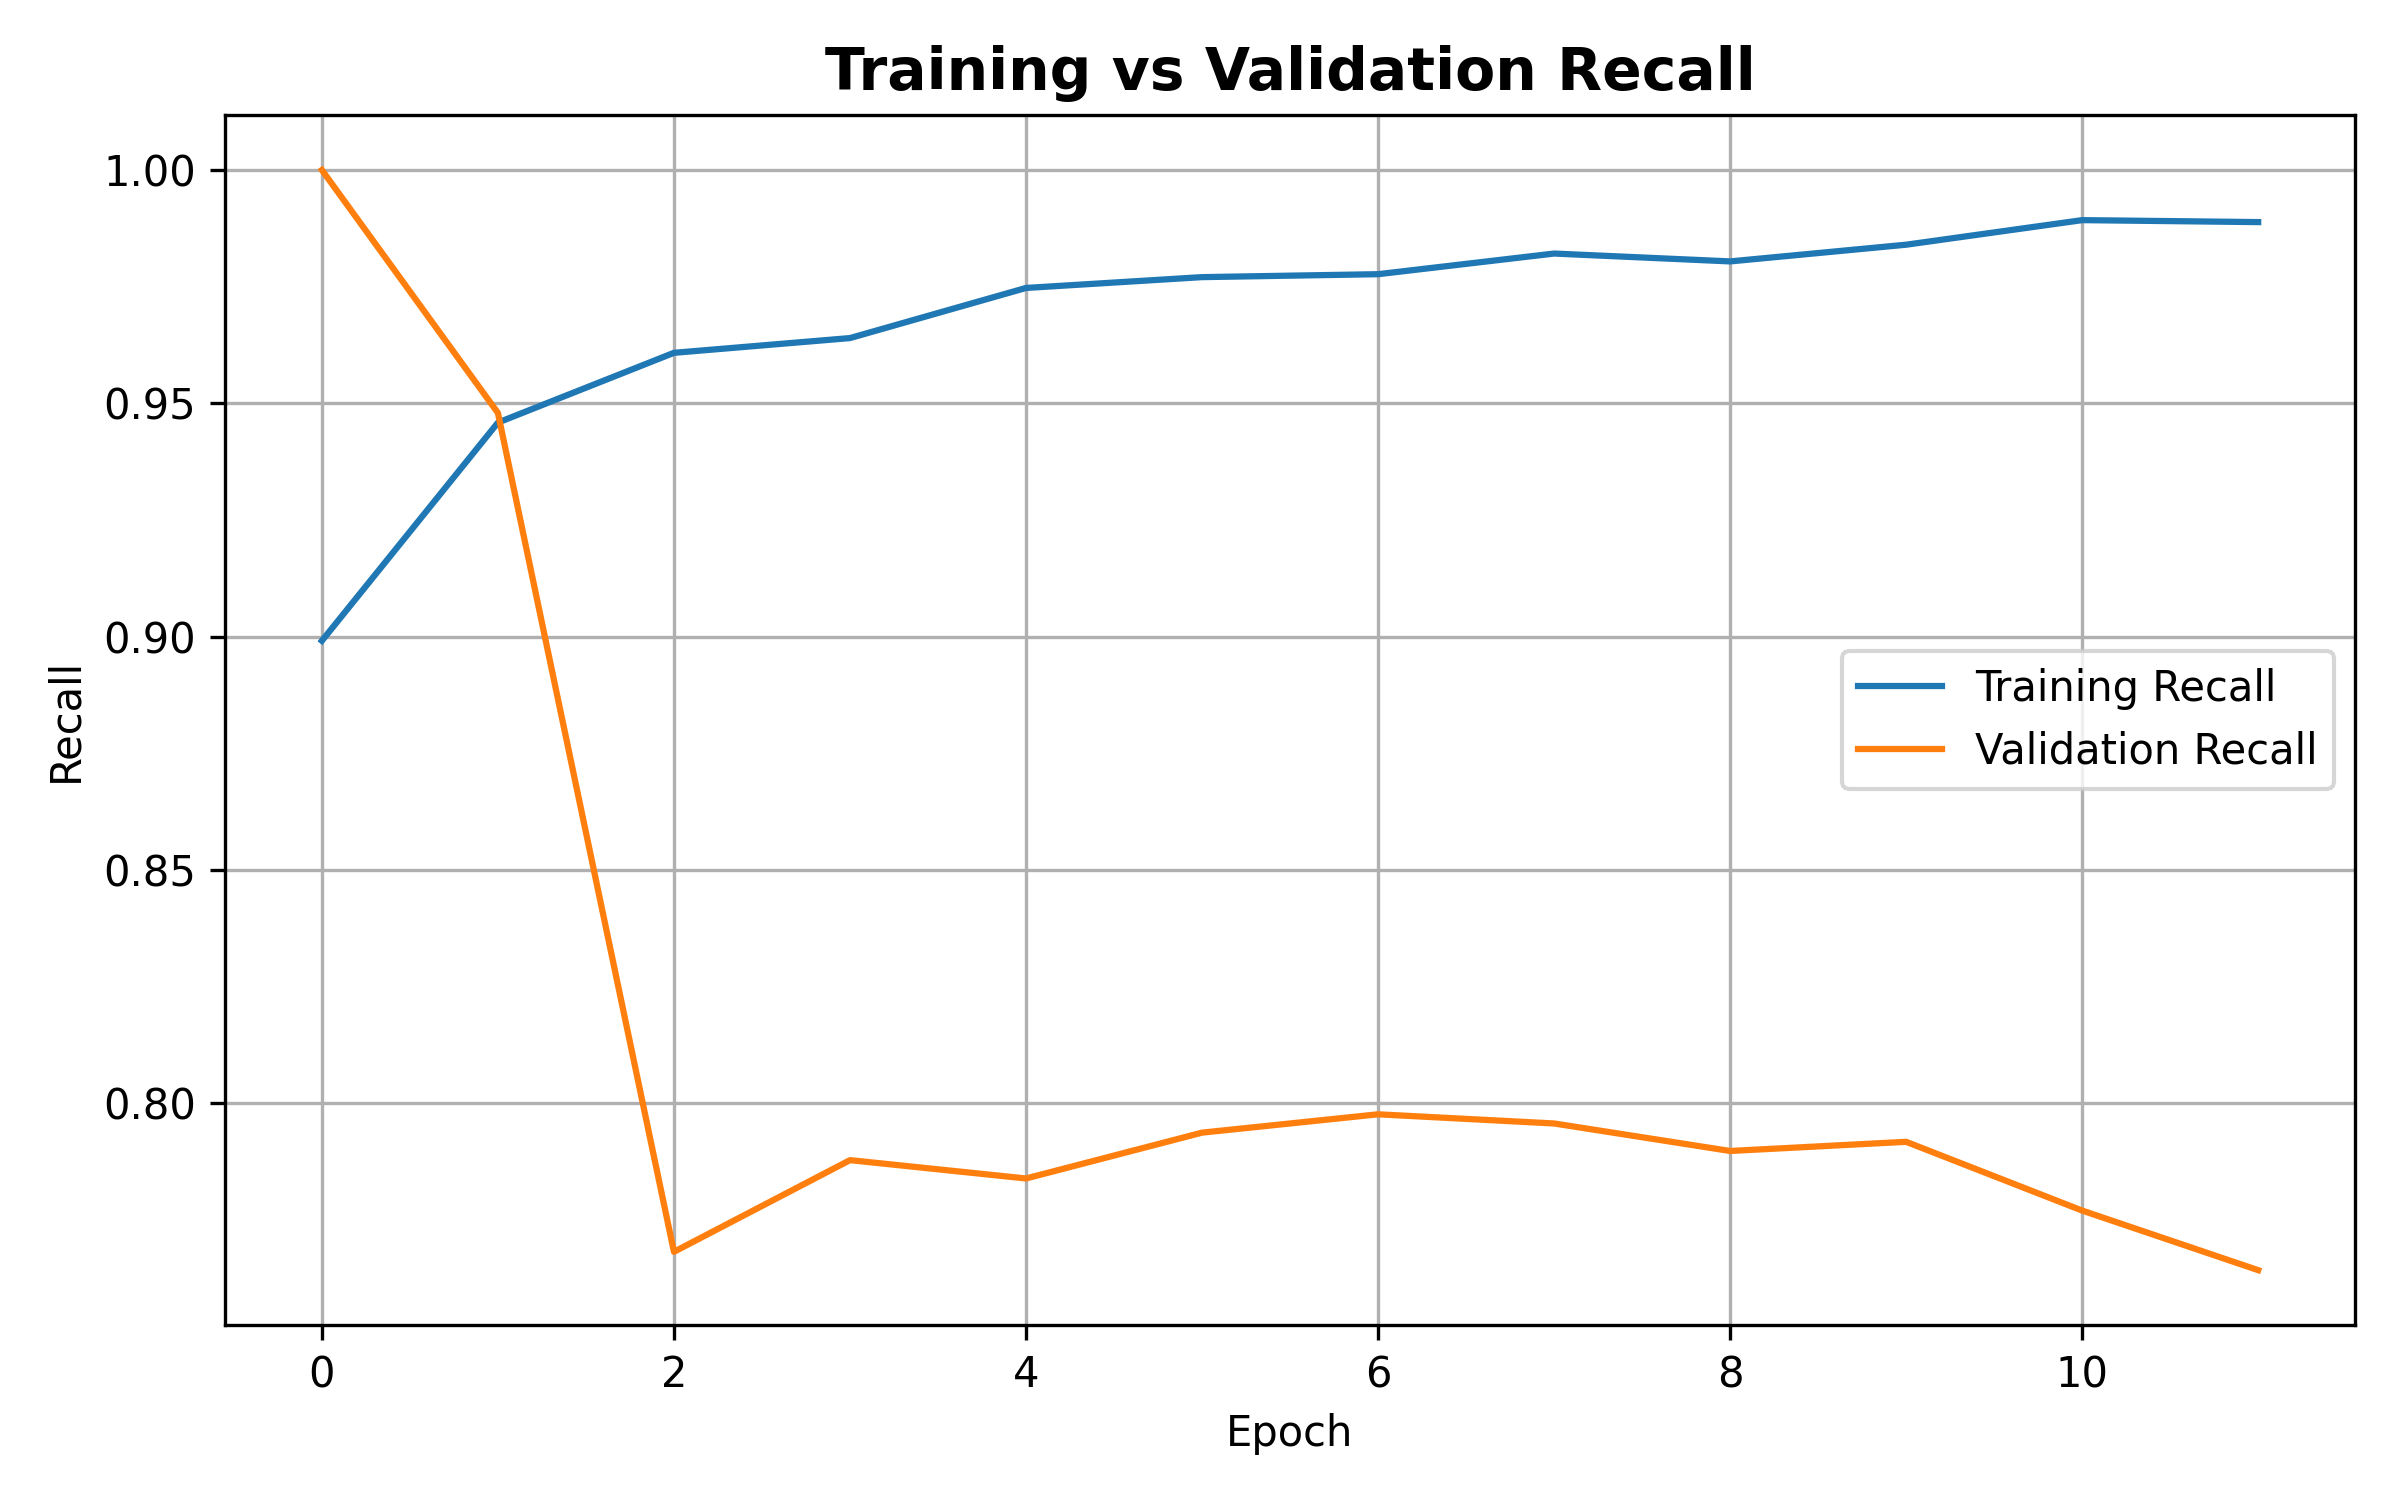 Training vs Validation Recall
1.00
0.95
0.90
0.85
0.80
Recall
Training Recall
Validation Recall
0 2 4 6 8 10
Epoch